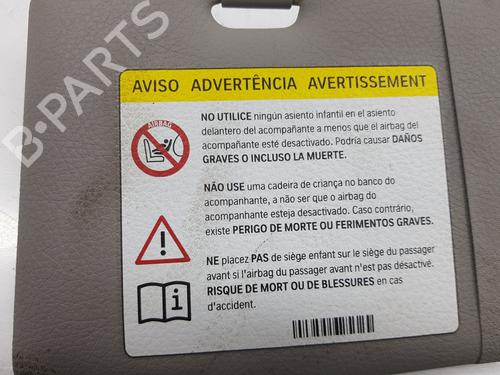 B-PARTS
AVISO ADVERTÊNCIA AVERTISSEMENT
AIRBAG
NO UTILICE ningún asiento infantil en el asiento
delantero del acompañante a menos que el airbag del
acompañante esté desactivado. Podría causar DAÑOS
GRAVES O INCLUSO LA MUERTE.
NÃO USE uma cadeira de criança no banco do
acompanhante, a não ser que o airbag do
acompanhante esteja desactivado. Caso contrário,
existe PERIGO DE MORTE OU FERIMENTOS GRAVES.
NE placez PAS de siège enfant sur le siège du passager
avant si l'airbag du passager avant n'est pas désactivé.
RISQUE DE MORT OU DE BLESSURES en cas
d'accident.